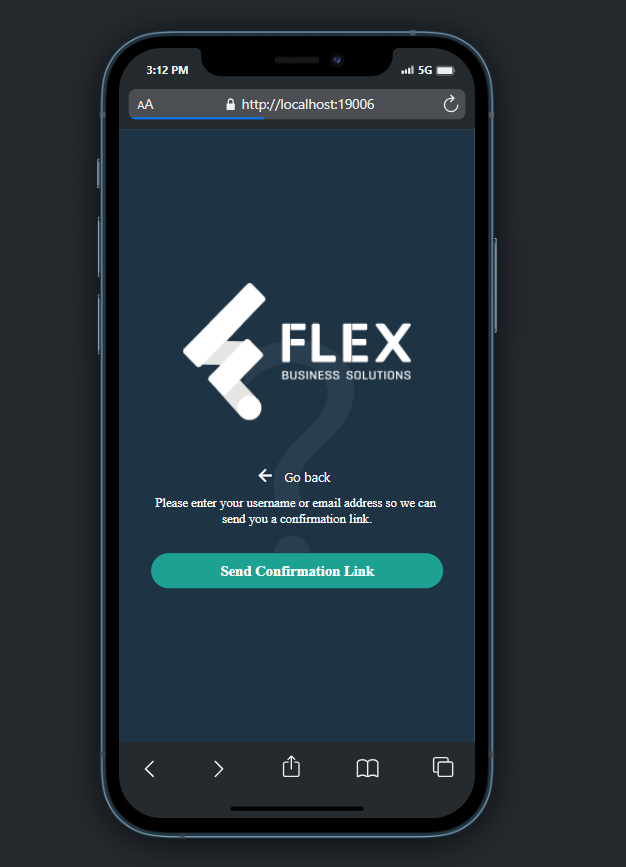 3:12 PM
5G
AA
http://localhost:19006
FLEX
BUSINESS SOLUTIONS
?
Go back
Please enter your username or email address so we can
send you a confirmation link.
Send Confirmation Link